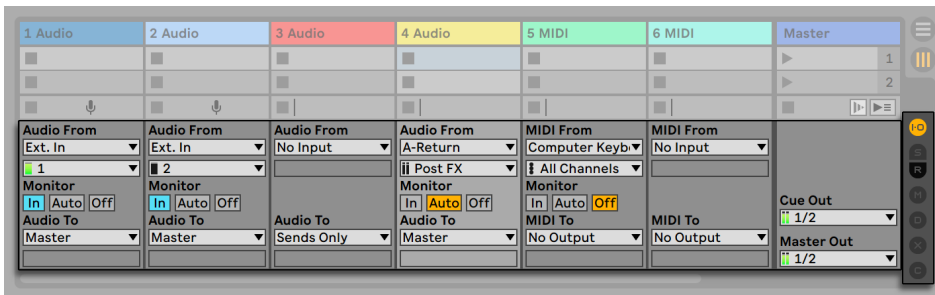 1 Audio 2 Audio 3 Audio 4 Audio 5 MIDI 6 MIDI Master
1
2
Audio From Audio From Audio From Audio From MIDI From MIDI From
Ext. In Ext. In No Input A-Return Computer Keyb No Input
1 2 Post FX All Channels
Monitor Monitor Monitor Monitor
In Auto Off In Auto Off In Auto Off In Auto Off Cue Out
Audio To Audio To Audio To Audio To MIDI To MIDI To 1/2
Master Master Sends Only Master No Output No Output Master Out
1/2
I·O
S
R
M
D
X
C